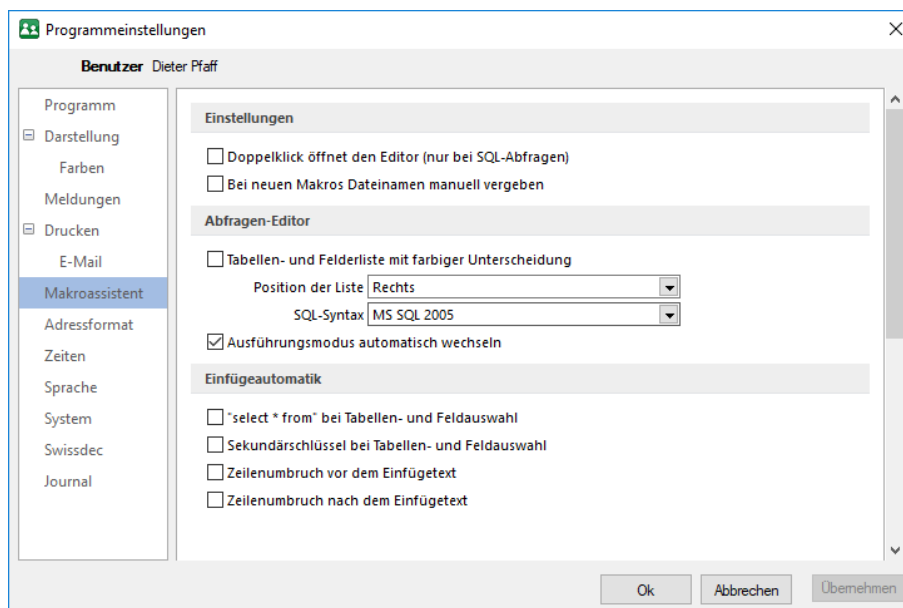 Programmeinstellungen
Benutzer Dieter Pfaff
Programm
Darstellung
Farben
Meldungen
Drucken
E-Mail
Makroassistent
Adressformat
Zeiten
Sprache
System
Swissdec
Journal
Einstellungen
Doppelklick öffnet den Editor (nur bei SQL-Abfragen)
Bei neuen Makros Dateinamen manuell vergeben
Abfragen-Editor
Tabellen- und Felderliste mit farbiger Unterscheidung
Position der Liste Rechts
SQL-Syntax MS SQL 2005
Ausführungsmodus automatisch wechseln
Einfügeautomatik
"select * from" bei Tabellen- und Feldauswahl
Sekundärschlüssel bei Tabellen- und Feldauswahl
Zeilenumbruch vor dem Einfügetext
Zeilenumbruch nach dem Einfügetext
Ok Abbrechen Übernehmen